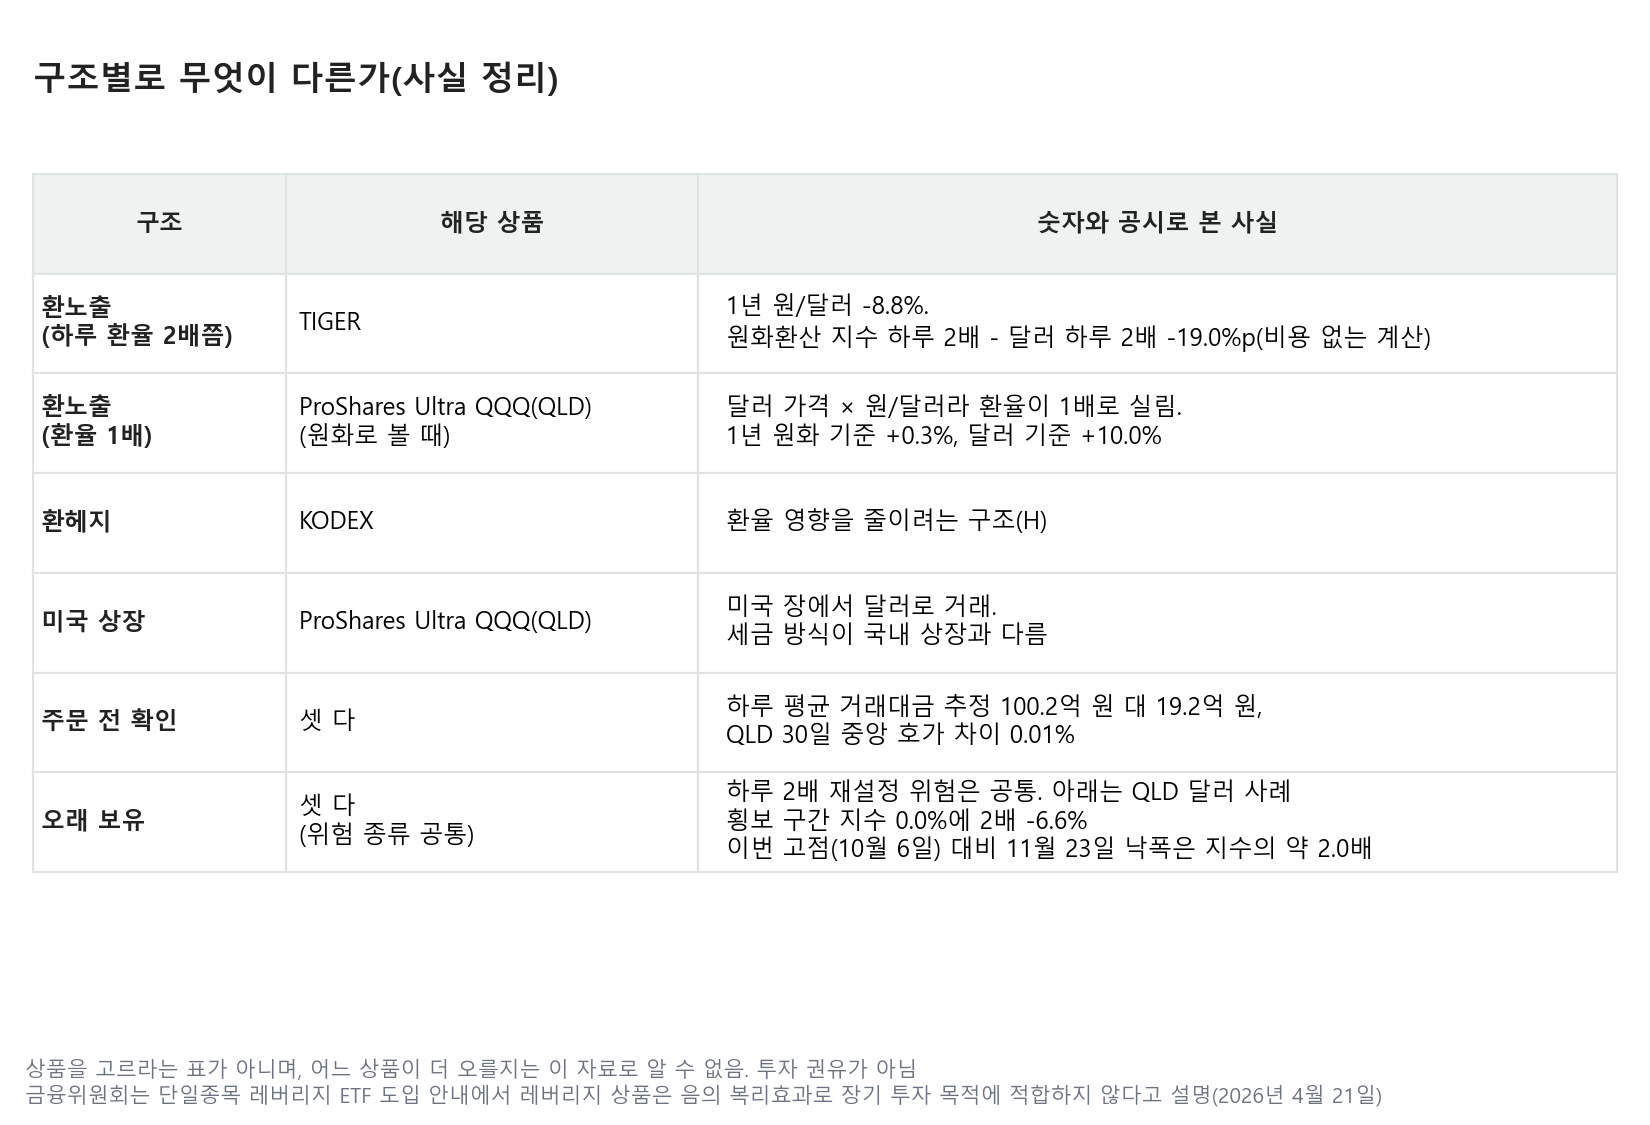 구조별로 무엇이 다른가(사실 정리)
구조
해당 상품
숫자와 공시로 본 사실
환노출
(하루 환율 2배쯤)
TIGER
1년 원/달러 -8.8%.
원화환산 지수 하루 2배 - 달러 하루 2배 -19.0%p(비용 없는 계산)
환노출
(환율 1배)
ProShares Ultra QQQ(QLD)
(원화로 볼 때)
달러 가격 × 원/달러라 환율이 1배로 실림.
1년 원화 기준 +0.3%, 달러 기준 +10.0%
환헤지
KODEX
환율 영향을 줄이려는 구조(H)
미국 상장
ProShares Ultra QQQ(QLD)
미국 장에서 달러로 거래.
세금 방식이 국내 상장과 다름
주문 전 확인
셋 다
하루 평균 거래대금 추정 100.2억 원 대 19.2억 원,
QLD 30일 중앙 호가 차이 0.01%
오래 보유
셋 다
(위험 종류 공통)
하루 2배 재설정 위험은 공통. 아래는 QLD 달러 사례
횡보 구간 지수 0.0%에 2배 -6.6%
이번 고점(10월 6일) 대비 11월 23일 낙폭은 지수의 약 2.0배
상품을 고르라는 표가 아니며, 어느 상품이 더 오를지는 이 자료로 알 수 없음. 투자 권유가 아님
금융위원회는 단일종목 레버리지 ETF 도입 안내에서 레버리지 상품은 음의 복리효과로 장기 투자 목적에 적합하지 않다고 설명(2026년 4월 21일)